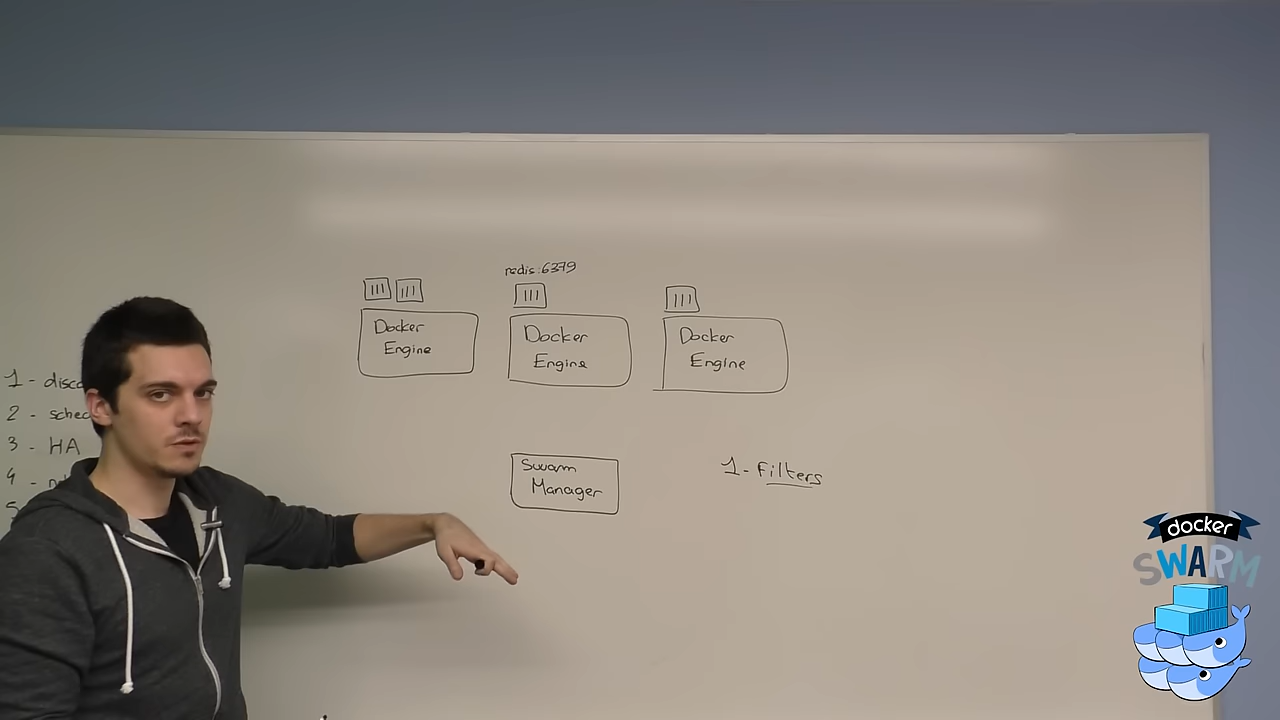 redis:6379
Docker
Engine
Docker
Engine
Docker
Engine
1 -
2 -
3 - HA
4 -
5
Swarm
Manager
1- Filters
docker
SWARM